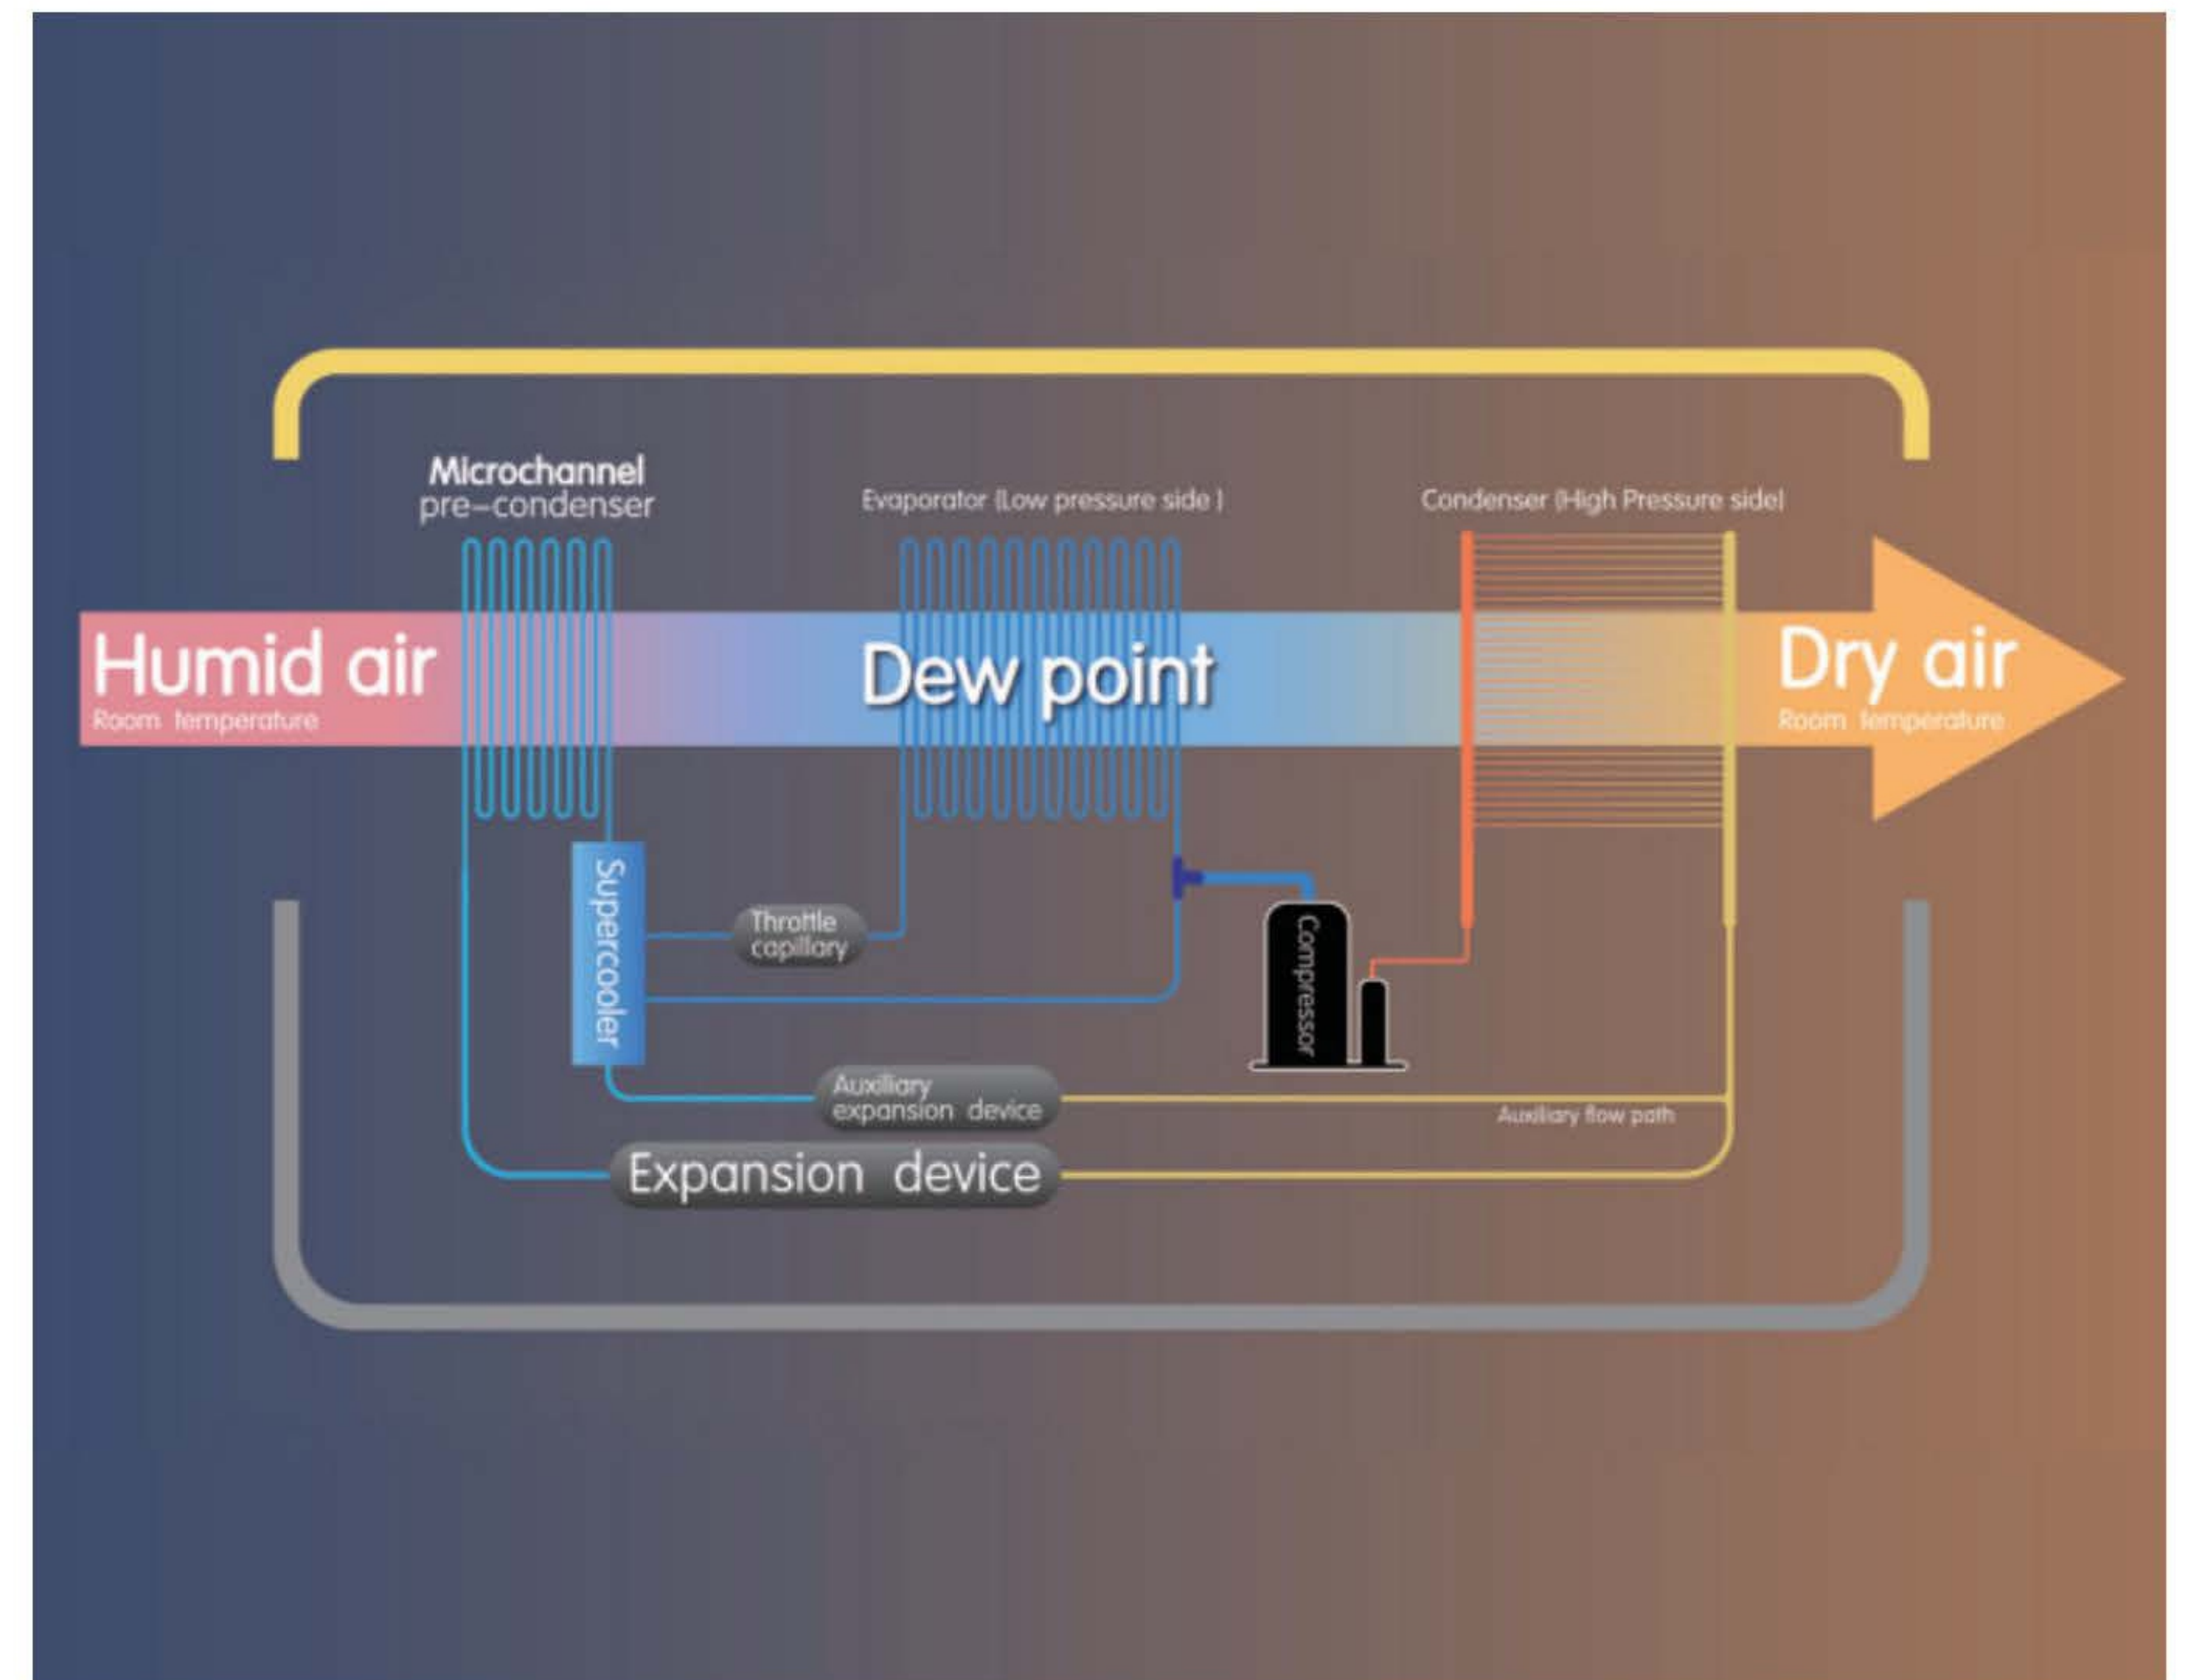 Microchannel
pre-condenser
Evaporator (Low pressure side )
Condenser (High Pressure side)
Humid air
Room temperature
Dew point
Dry air
Room temperature
Supercooler
Throttle
capillary
Compressor
Auxiliary
expansion device
Auxiliary flow path
Expansion device